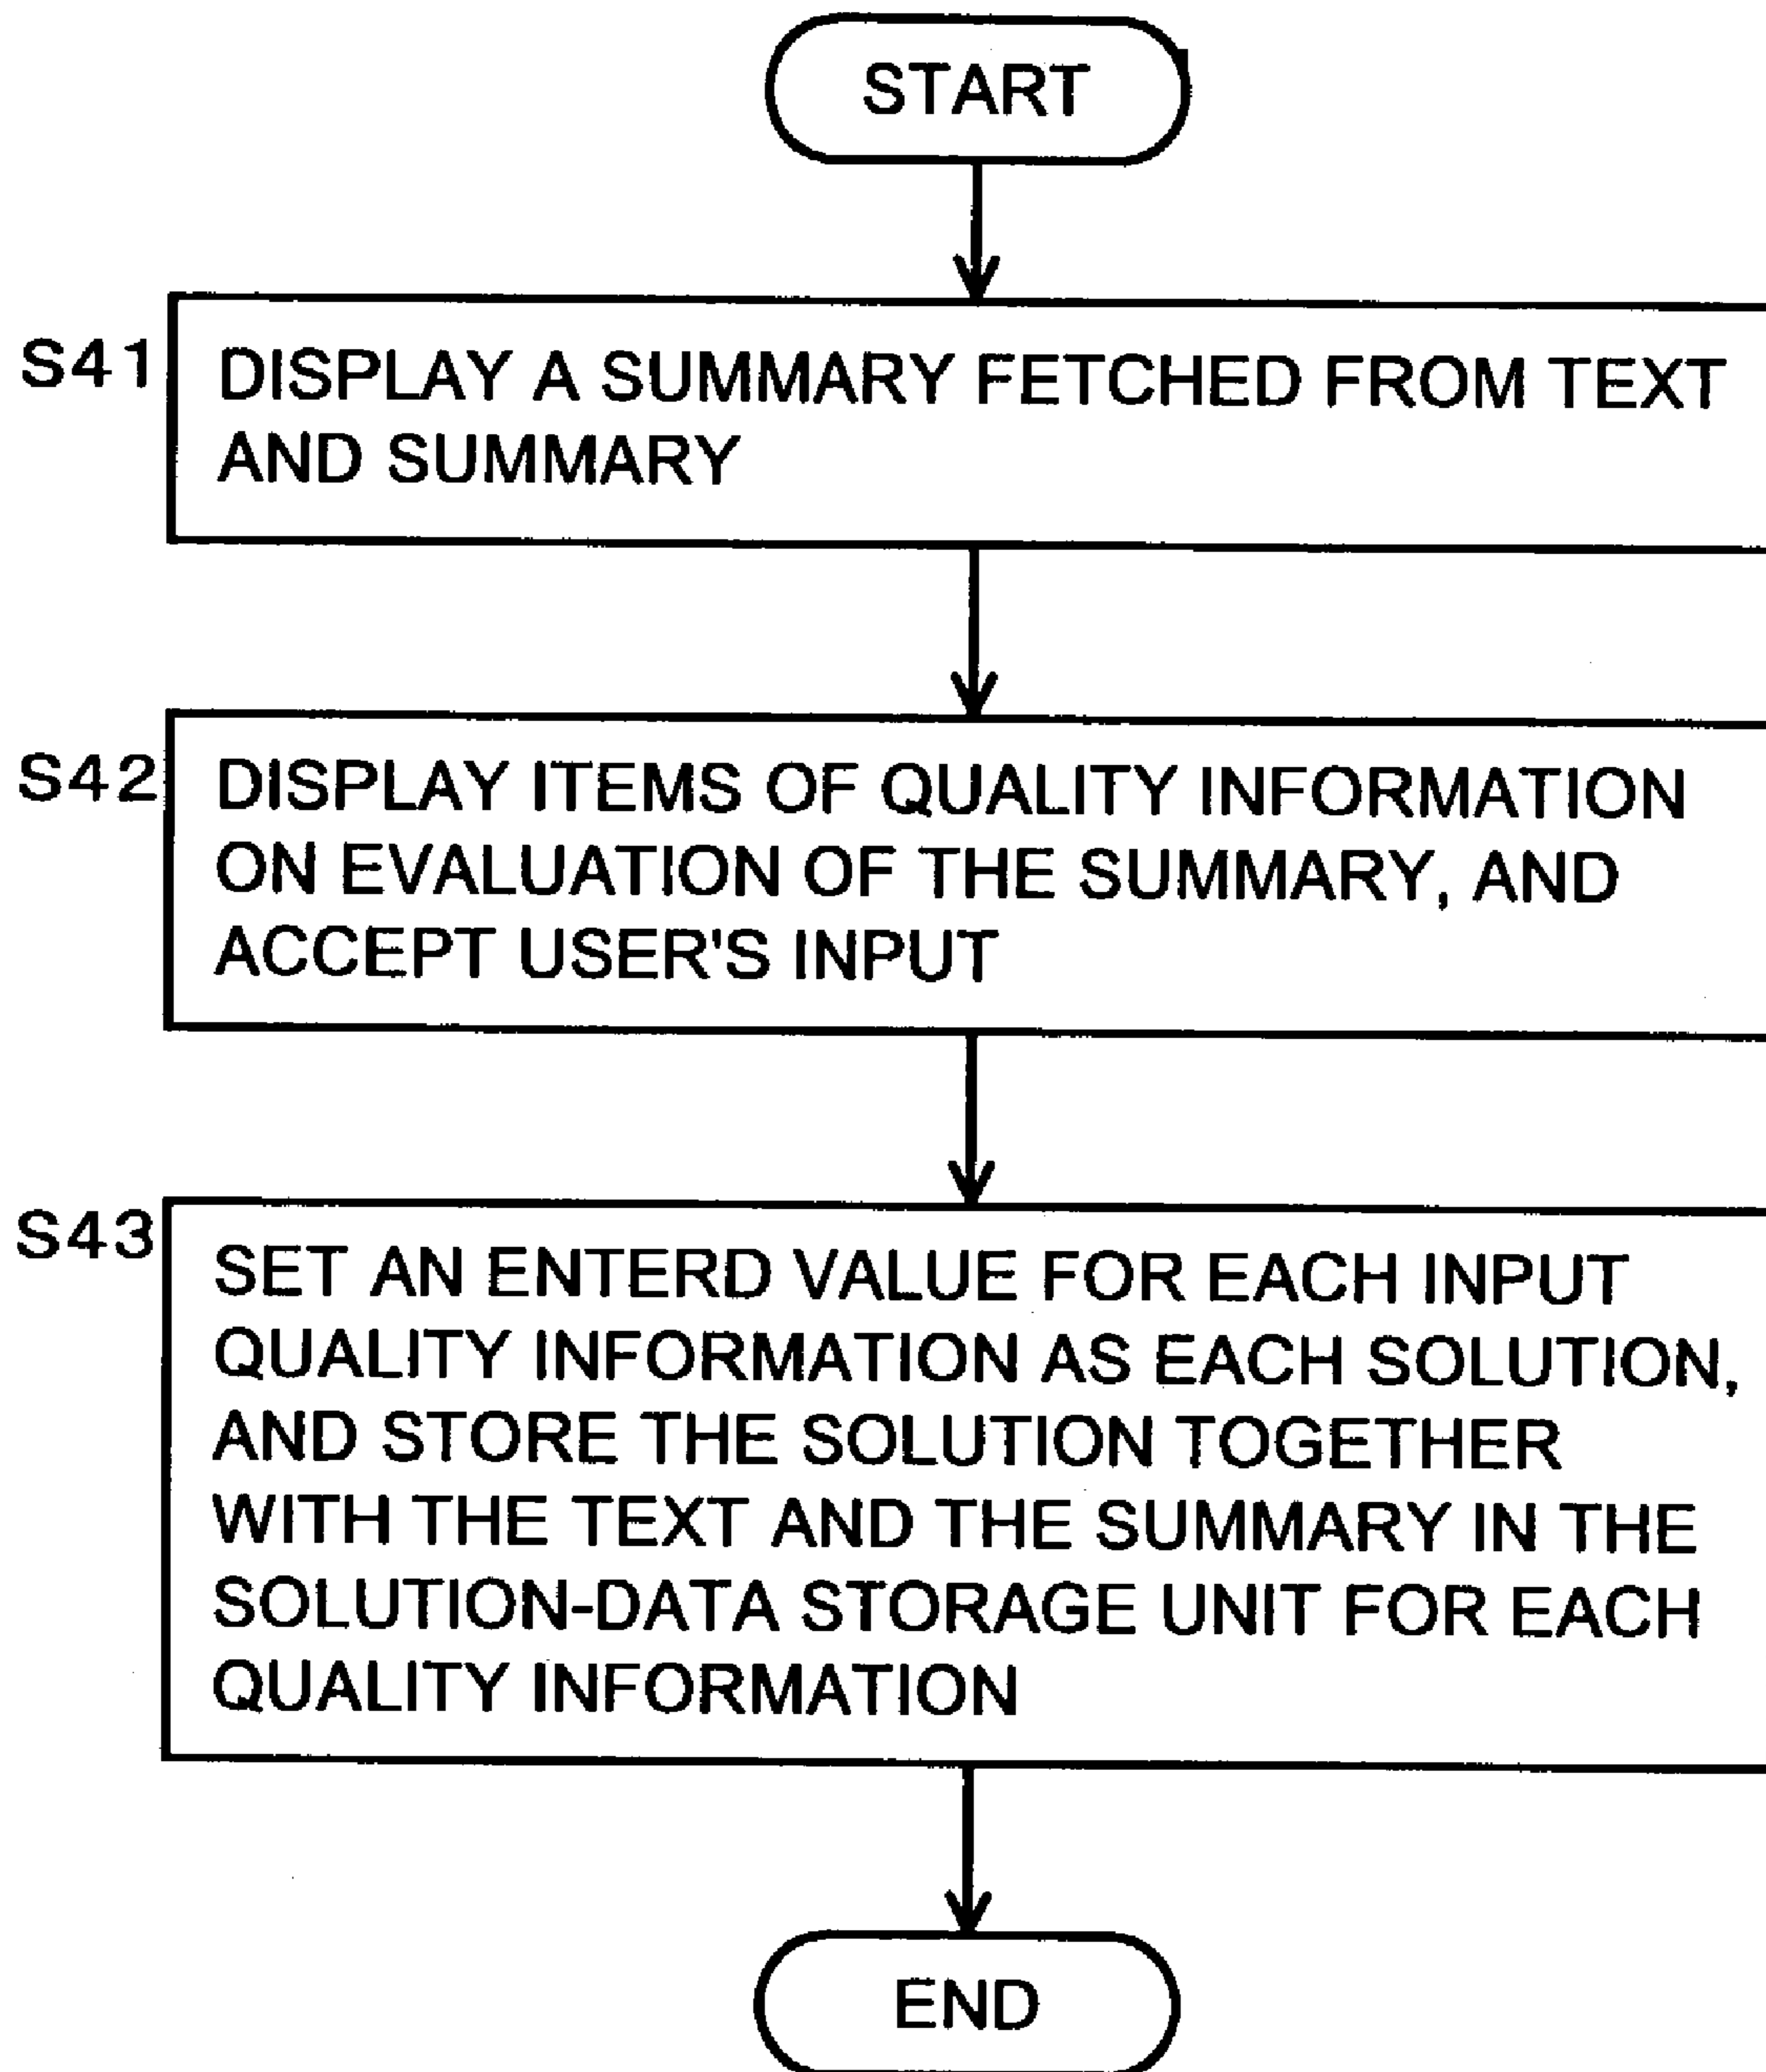 START
S41
DISPLAY A SUMMARY FETCHED FROM TEXT
AND SUMMARY
S42
DISPLAY ITEMS OF QUALITY INFORMATION
ON EVALUATION OF THE SUMMARY, AND
ACCEPT USER'S INPUT
S43
SET AN ENTERD VALUE FOR EACH INPUT
QUALITY INFORMATION AS EACH SOLUTION,
AND STORE THE SOLUTION TOGETHER
WITH THE TEXT AND THE SUMMARY IN THE
SOLUTION-DATA STORAGE UNIT FOR EACH
QUALITY INFORMATION
END